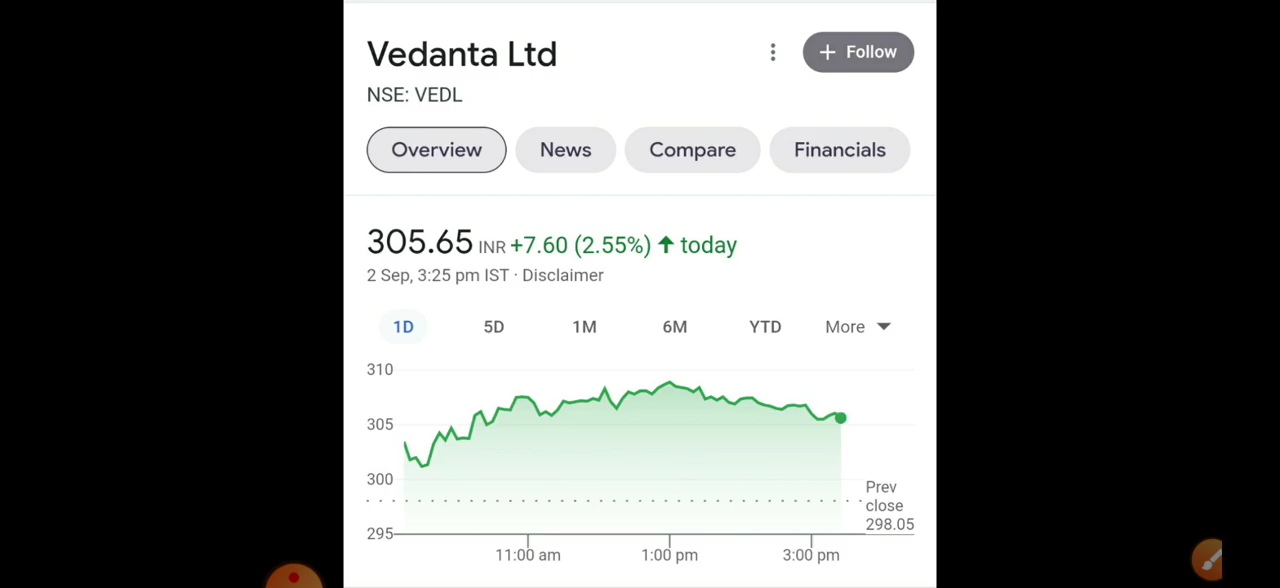 Vedanta Ltd
+ Follow
NSE: VEDL
Overview
News
Compare
Financials
305.65 INR +7.60 (2.55%) ↑ today
2 Sep, 3:25 pm IST · Disclaimer
1D
5D
1M
6M
YTD
More
310
305
300
295
Prev
close
298.05
11:00 am
1:00 pm
3:00 pm